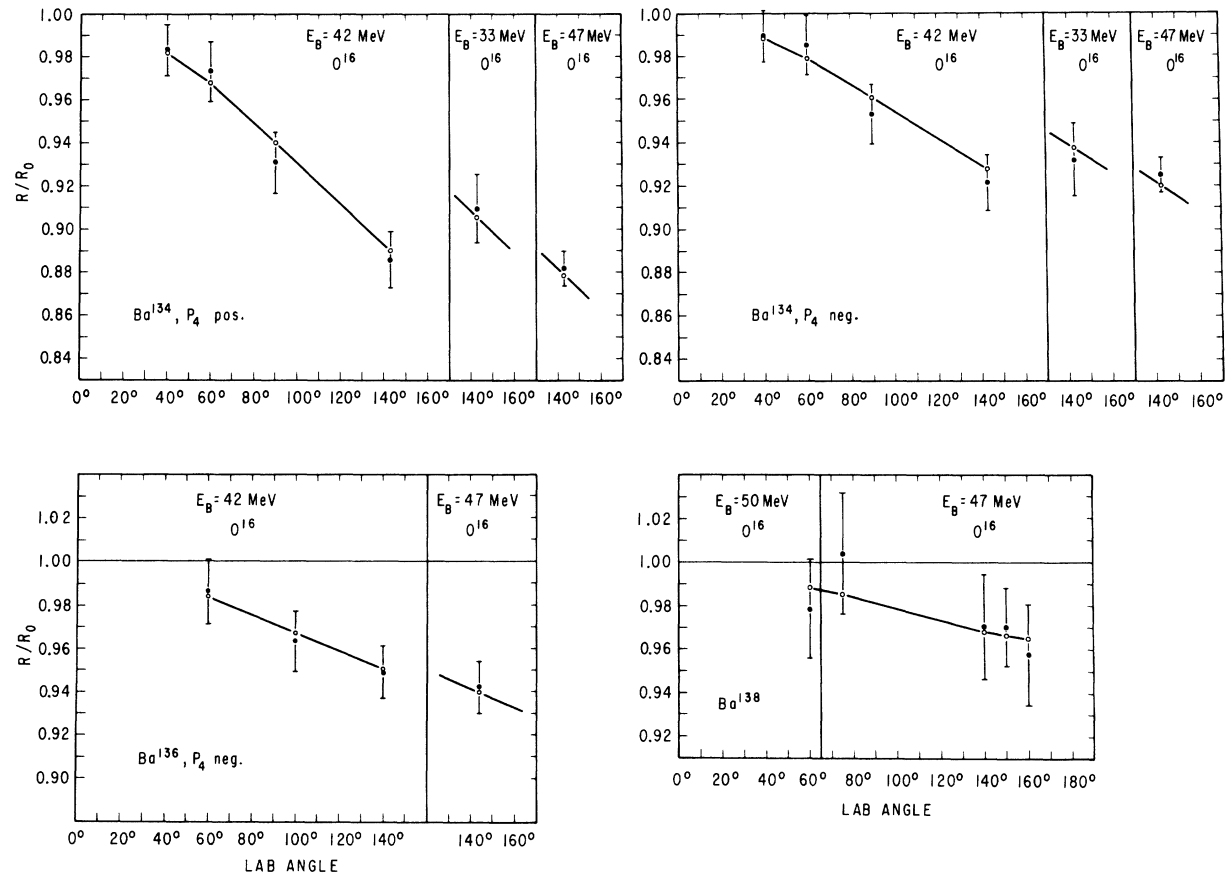 R/R₀
1.00
0.98
0.96
0.94
0.92
0.90
0.88
0.86
0.84
E_B = 42 MeV
O¹⁶
E_B = 33 MeV
O¹⁶
E_B = 47 MeV
O¹⁶
Ba¹³⁴, P₄ pos.
0° 20° 40° 60° 80° 100° 120° 140° 140° 160° 140° 160°
1.00
0.98
0.96
0.94
0.92
0.90
0.88
0.86
0.84
E_B = 42 MeV
O¹⁶
E_B = 33 MeV
O¹⁶
E_B = 47 MeV
O¹⁶
Ba¹³⁴, P₄ neg.
0° 20° 40° 60° 80° 100° 120° 140° 160° 140° 160° 140° 160°
R/R₀
1.02
1.00
0.98
0.96
0.94
0.92
0.90
E_B = 42 MeV
O¹⁶
E_B = 47 MeV
O¹⁶
Ba¹³⁶, P₄ neg.
0° 20° 40° 60° 80° 100° 120° 140° 140° 160°
LAB ANGLE
1.02
1.00
0.98
0.96
0.94
0.92
E_B = 50 MeV
O¹⁶
E_B = 47 MeV
O¹⁶
Ba¹³⁸
0° 20° 40° 60° 80° 100° 120° 140° 160° 180°
LAB ANGLE